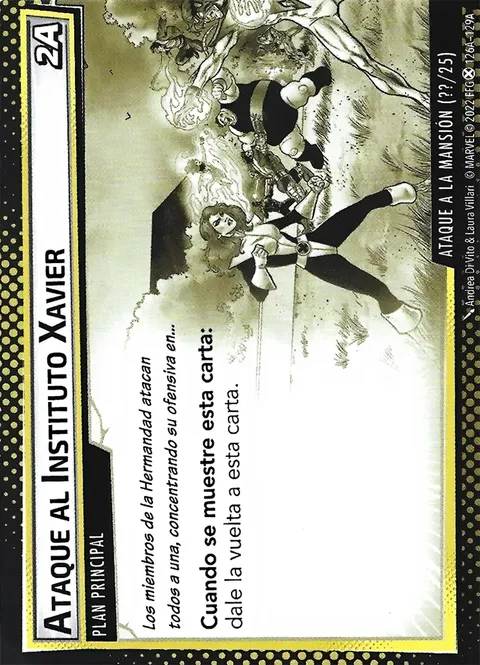 ATAQUE AL INSTITUTO XAVIER
2A
PLAN PRINCIPAL
Los miembros de la Hermandad atacan
todos a una, concentrando su ofensiva en...
Cuando se muestre esta carta:
dale la vuelta a esta carta.
ATAQUE A LA MANSIÓN (??/25)
Andrea Di Vito & Laura Villari © MARVEL © 2022 FFG 126A-129A